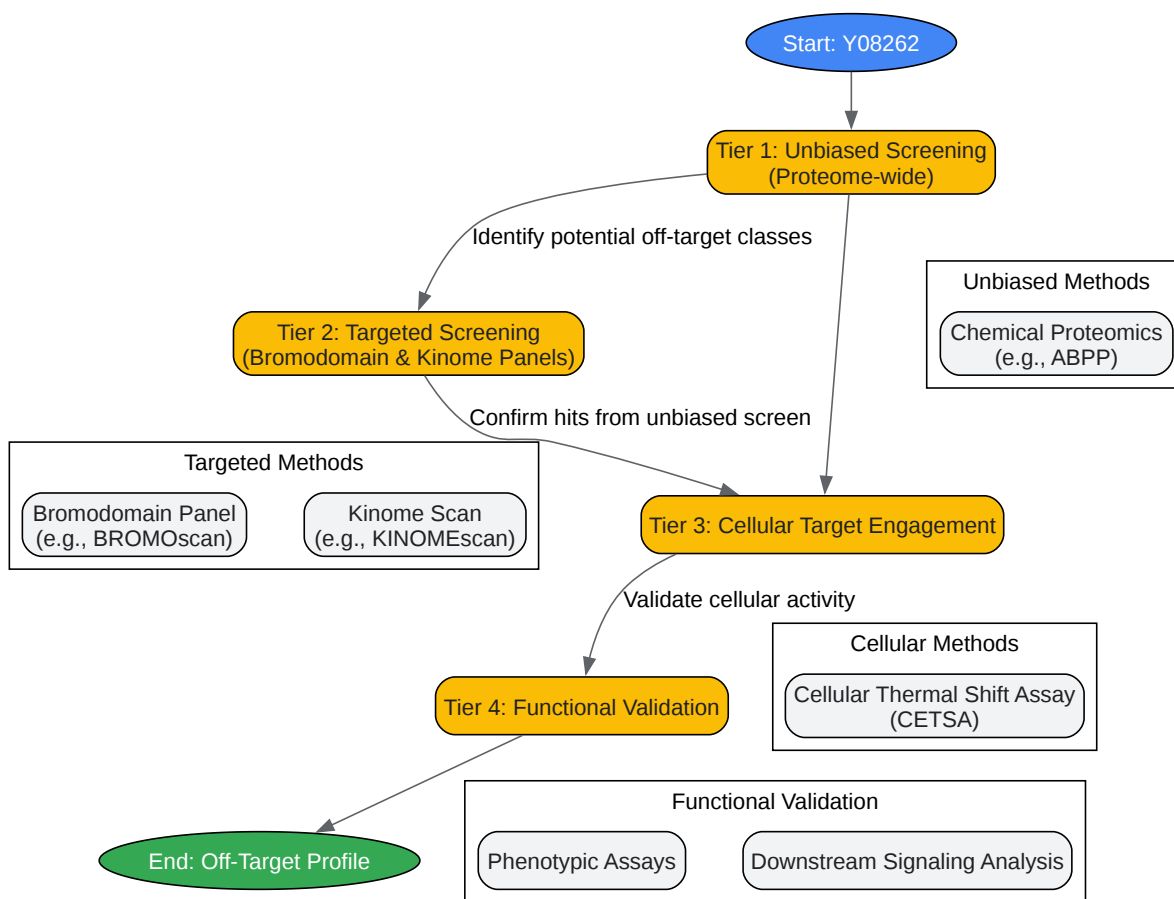 Start: Y08262
Tier 1: Unbiased Screening
(Proteome-wide)
Identify potential off-target classes
Unbiased Methods
Chemical Proteomics
(e.g., ABPP)
Tier 2: Targeted Screening
(Bromodomain & Kinome Panels)
Confirm hits from unbiased screen
Targeted Methods
Bromodomain Panel
(e.g., BROMOscan)
Kinome Scan
(e.g., KINOMEscan)
Tier 3: Cellular Target Engagement
Validate cellular activity
Cellular Methods
Cellular Thermal Shift Assay
(CETSA)
Tier 4: Functional Validation
Functional Validation
Phenotypic Assays
Downstream Signaling Analysis
End: Off-Target Profile